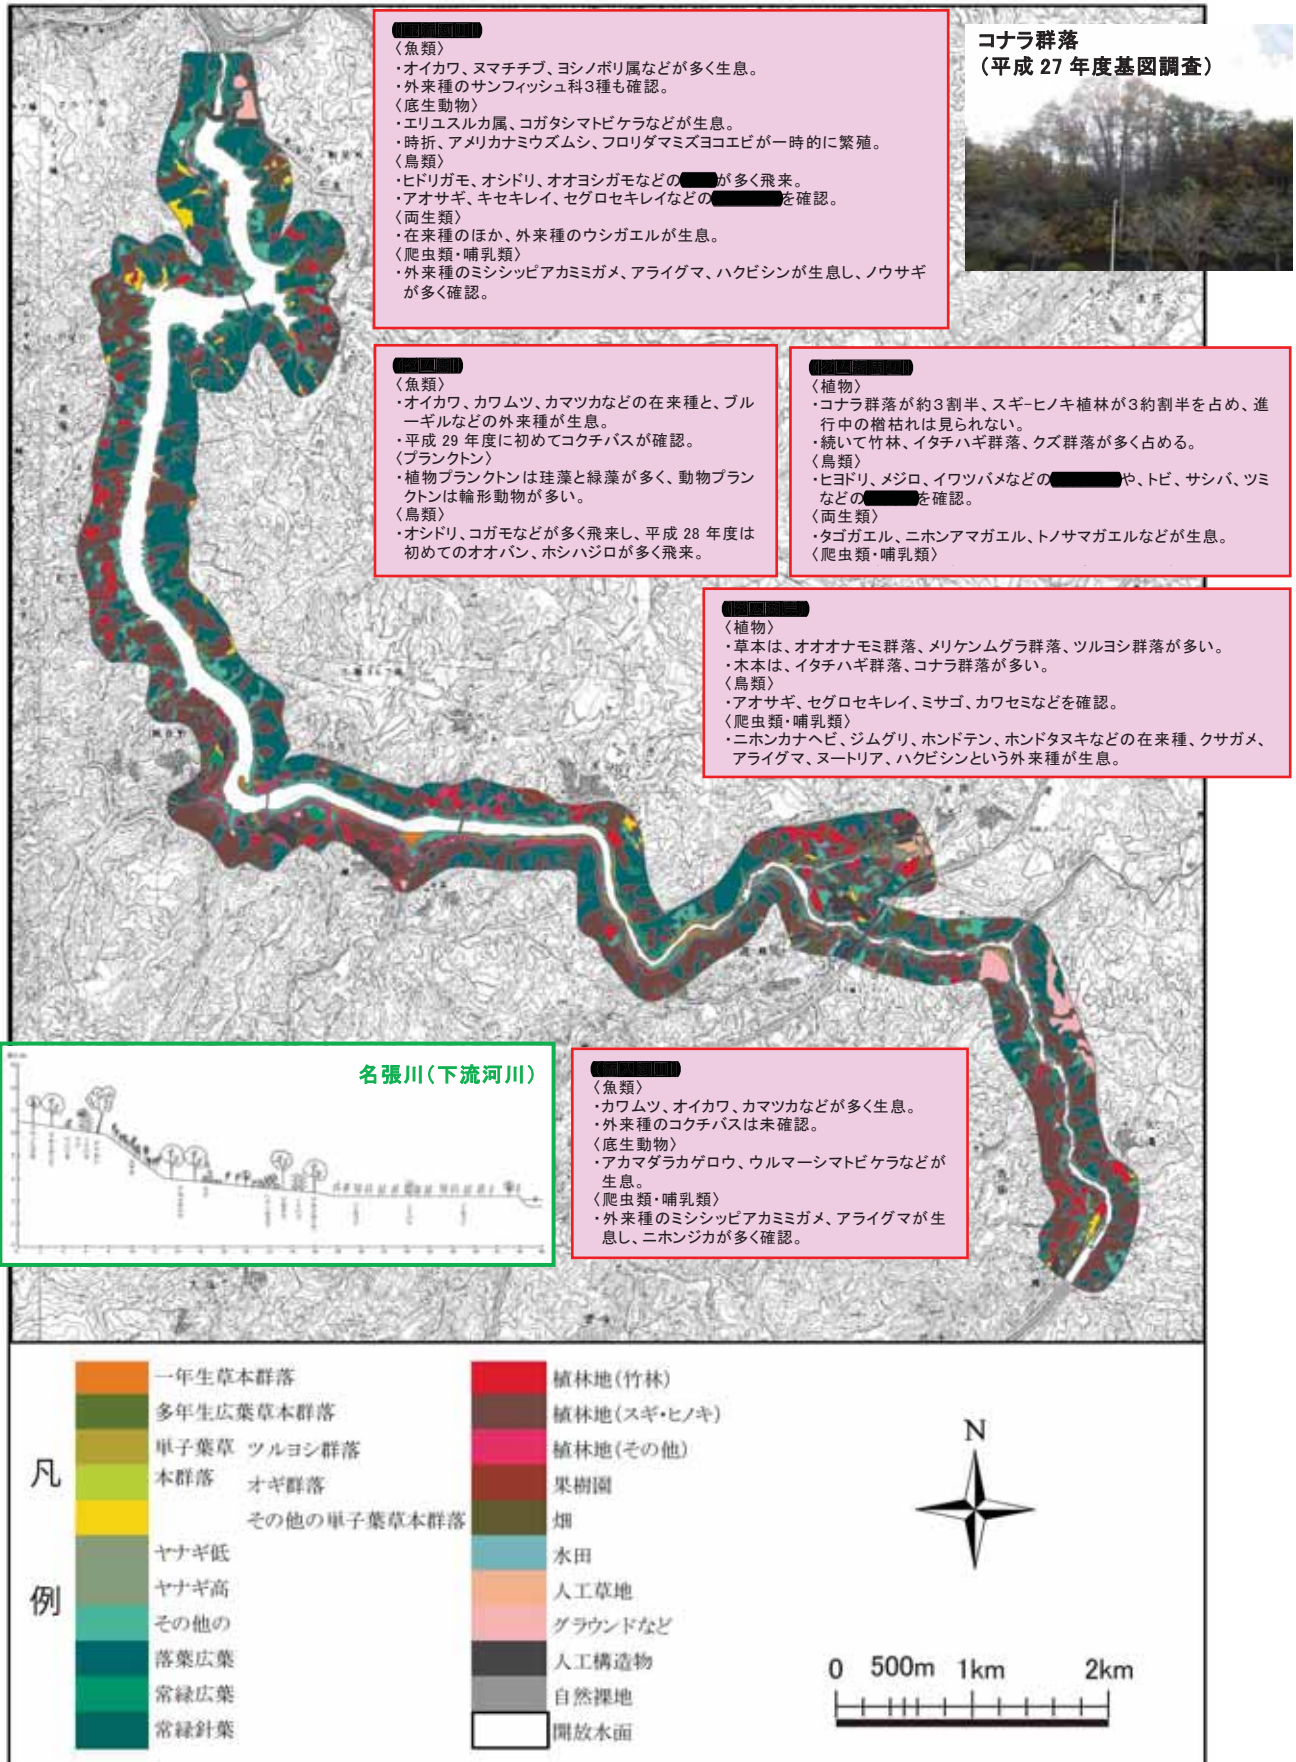 〈魚類〉
・オイカワ、ヌマチチブ、ヨシノボリ属などが多く生息。
・外来種のサンフィッシュ科3種も確認。
〈底生動物〉
・エリユスルカ属、コガタシマトビケラなどが生息。
・時折、アメリカナミウズムシ、フロリダマミズヨコエビが一時的に繁殖。
〈鳥類〉
・ヒドリガモ、オシドリ、オオヨシガモなどの が多く飛来。
・アオサギ、キセキレイ、セグロセキレイなどの を確認。
〈両生類〉
・在来種のほか、外来種のウシガエルが生息。
〈爬虫類・哺乳類〉
・外来種のミシシッピアカミミガメ、アライグマ、ハクビシンが生息し、ノウサギ
が多く確認。
コナラ群落
(平成 27 年度基図調査)
〈魚類〉
・オイカワ、カワムツ、カマツカなどの在来種と、ブル
ーギルなどの外来種が生息。
・平成 29 年度に初めてコクチバスが確認。
〈プランクトン〉
・植物プランクトンは珪藻と緑藻が多く、動物プラン
クトンは輪形動物が多い。
〈鳥類〉
・オシドリ、コガモなどが多く飛来し、平成 28 年度は
初めてのオオバン、ホシハジロが多く飛来。
〈植物〉
・コナラ群落が約3割半、スギ-ヒノキ植林が3約割半を占め、進
行中の楢枯れは見られない。
・続いて竹林、イタチハギ群落、クズ群落が多く占める。
〈鳥類〉
・ヒヨドリ、メジロ、イワツバメなどの や、トビ、サシバ、ツミ
などの を確認。
〈両生類〉
・タゴガエル、ニホンアマガエル、トノサマガエルなどが生息。
〈爬虫類・哺乳類〉
〈植物〉
・草本は、オオオナモミ群落、メリケンムグラ群落、ツルヨシ群落が多い。
・木本は、イタチハギ群落、コナラ群落が多い。
〈鳥類〉
・アオサギ、セグロセキレイ、ミサゴ、カワセミなどを確認。
〈爬虫類・哺乳類〉
・ニホンカナヘビ、ジムグリ、ホンドテン、ホンドタヌキなどの在来種、クサガメ、
アライグマ、ヌートリア、ハクビシンという外来種が生息。
名張川(下流河川)
〈魚類〉
・カワムツ、オイカワ、カマツカなどが多く生息。
・外来種のコクチバスは未確認。
〈底生動物〉
・アカマダラカゲロウ、ウルマーシマトビケラなどが
生息。
〈爬虫類・哺乳類〉
・外来種のミシシッピアカミミガメ、アライグマが生
息し、ニホンジカが多く確認。
凡
例
一年生草本群落
多年生広葉草本群落
単子葉草 ツルヨシ群落
本群落 オギ群落
その他の単子葉草本群落
ヤナギ低
ヤナギ高
その他の
落葉広葉
常緑広葉
常緑針葉
植林地(竹林)
植林地(スギ・ヒノキ)
植林地(その他)
果樹園
畑
水田
人工草地
グラウンドなど
人工構造物
自然裸地
開放水面
N
0 500m 1km 2km